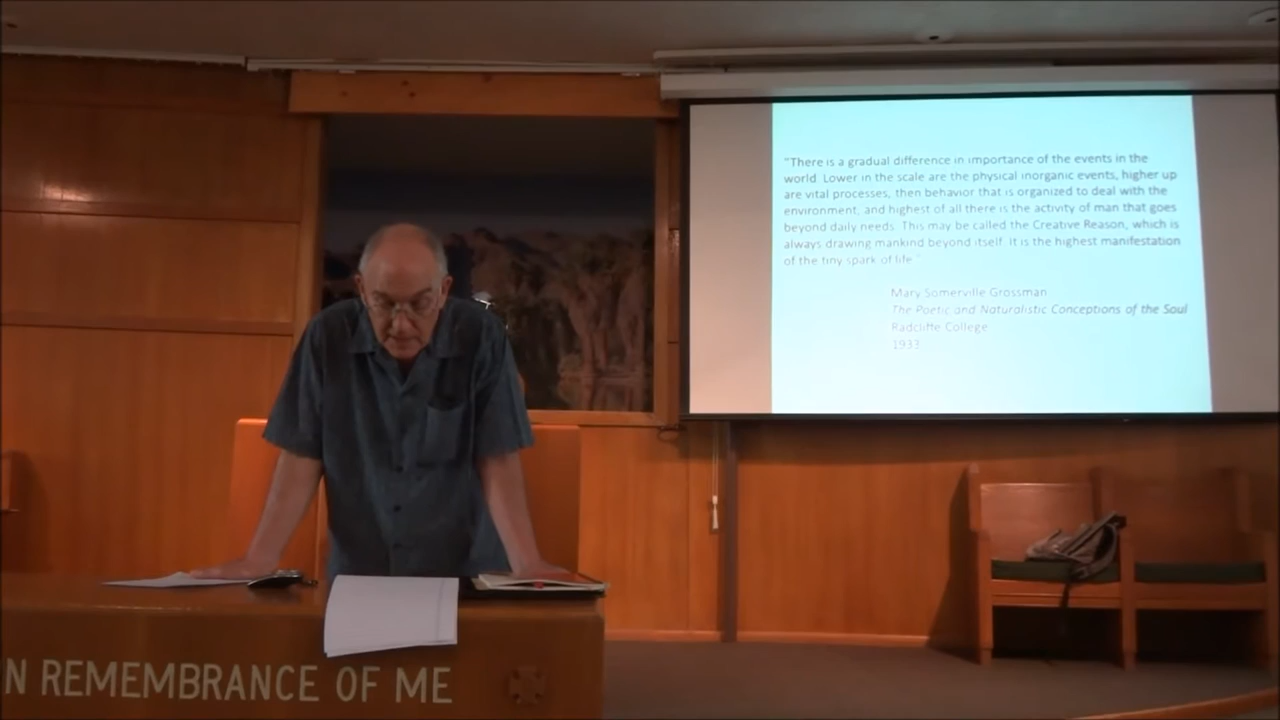 "There is a gradual difference in importance of the events in the
world. Lower in the scale are the physical inorganic events, higher up
are vital processes, then behavior that is organized to deal with the
environment, and highest of all there is the activity of man that goes
beyond daily needs. This may be called the Creative Reason, which is
always drawing mankind beyond itself. It is the highest manifestation
of the tiny spark of life."
Mary Somerville Grossman
The Poetic and Naturalistic Conceptions of the Soul
Radcliffe College
1933
N REMEMBRANCE OF ME